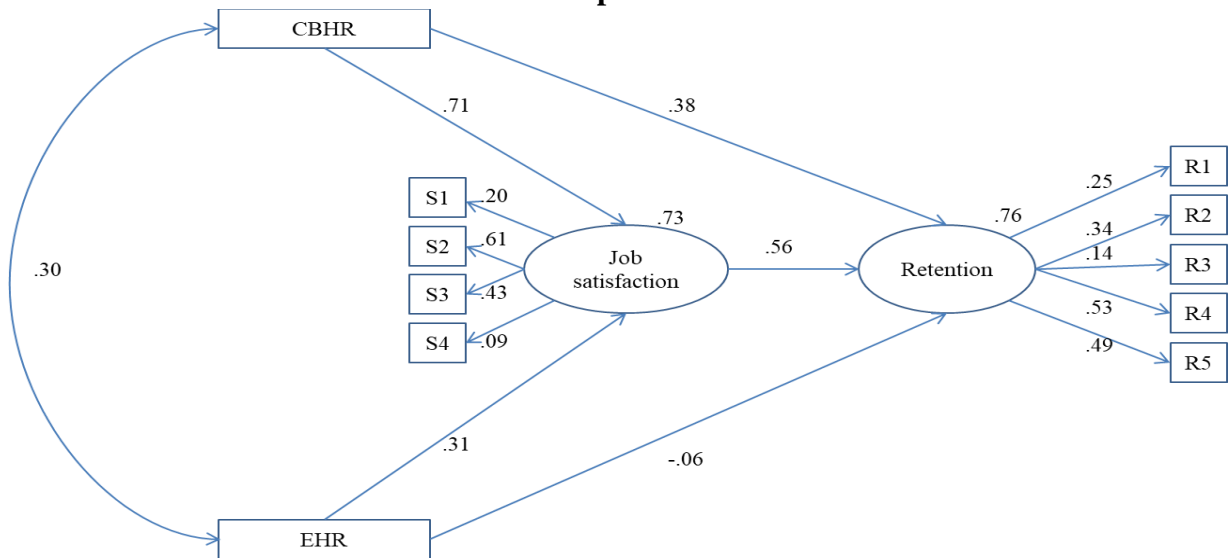 CBHR
.71
.38
R1
.25
S1
.20
.73
.76
R2
.34
S2
.61
.56
.14
R3
.30
Job
satisfaction
Retention
S3
.43
.53
R4
S4
.09
.49
R5
.31
-.06
EHR